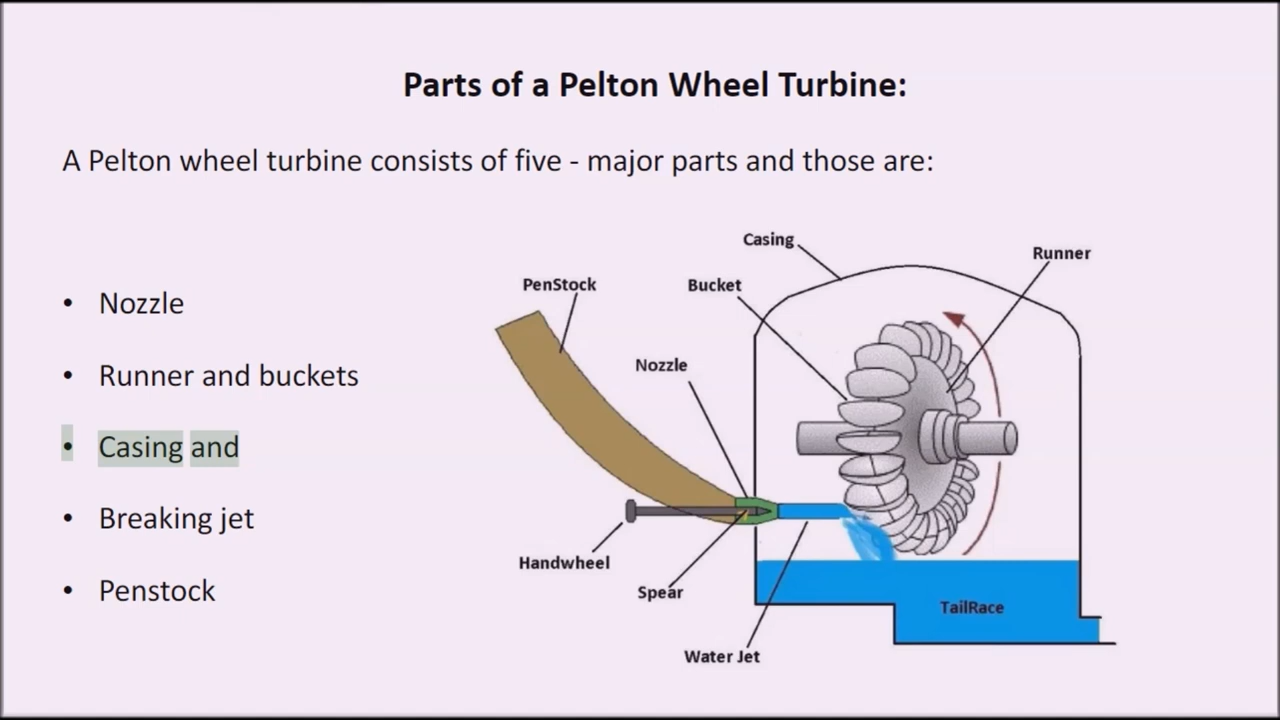 Parts of a Pelton Wheel Turbine:
A Pelton wheel turbine consists of five - major parts and those are:
• Nozzle
• Runner and buckets
• Casing and
• Breaking jet
• Penstock
Casing
Runner
PenStock
Bucket
Nozzle
Handwheel
Spear
TailRace
Water Jet